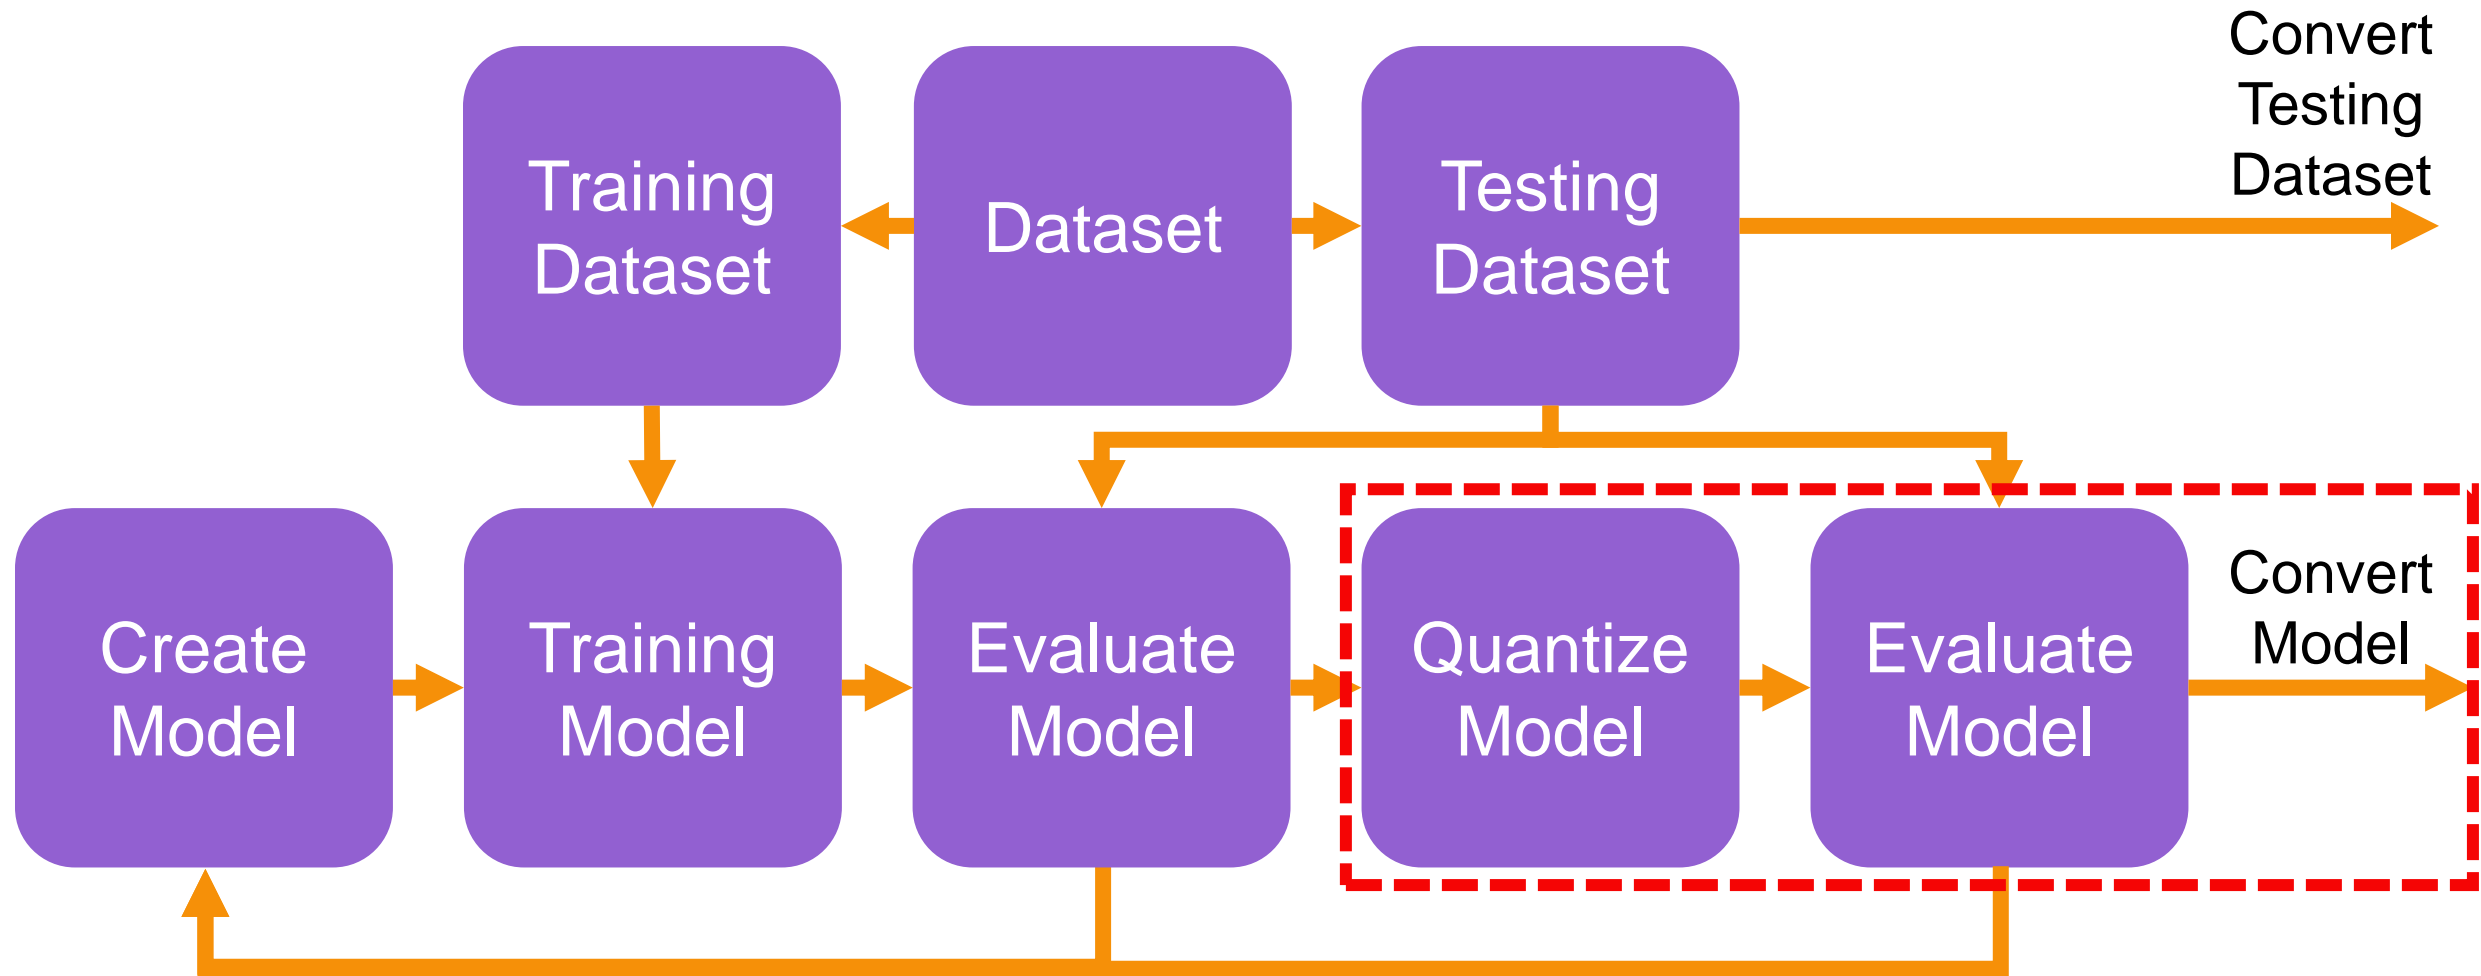 Convert
Testing
Dataset
Training
Dataset
Dataset
Testing
Dataset
Create
Model
Training
Model
Evaluate
Model
Quantize
Model
Evaluate
Model
Convert
Model